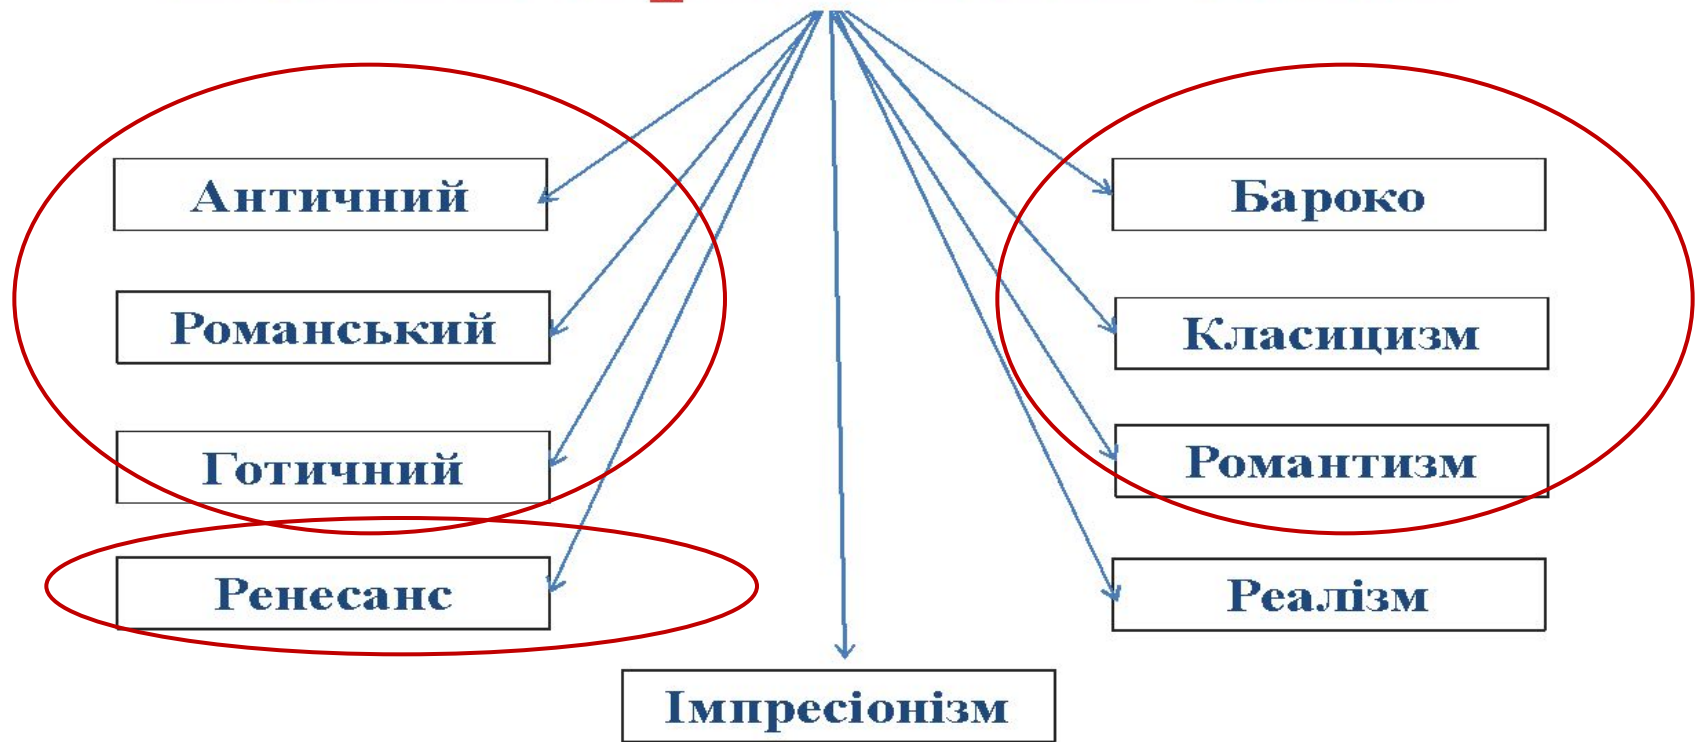 Античний
Романський
Готичний
Ренесанс
Бароко
Класицизм
Романтизм
Реалізм
Імпресіонізм